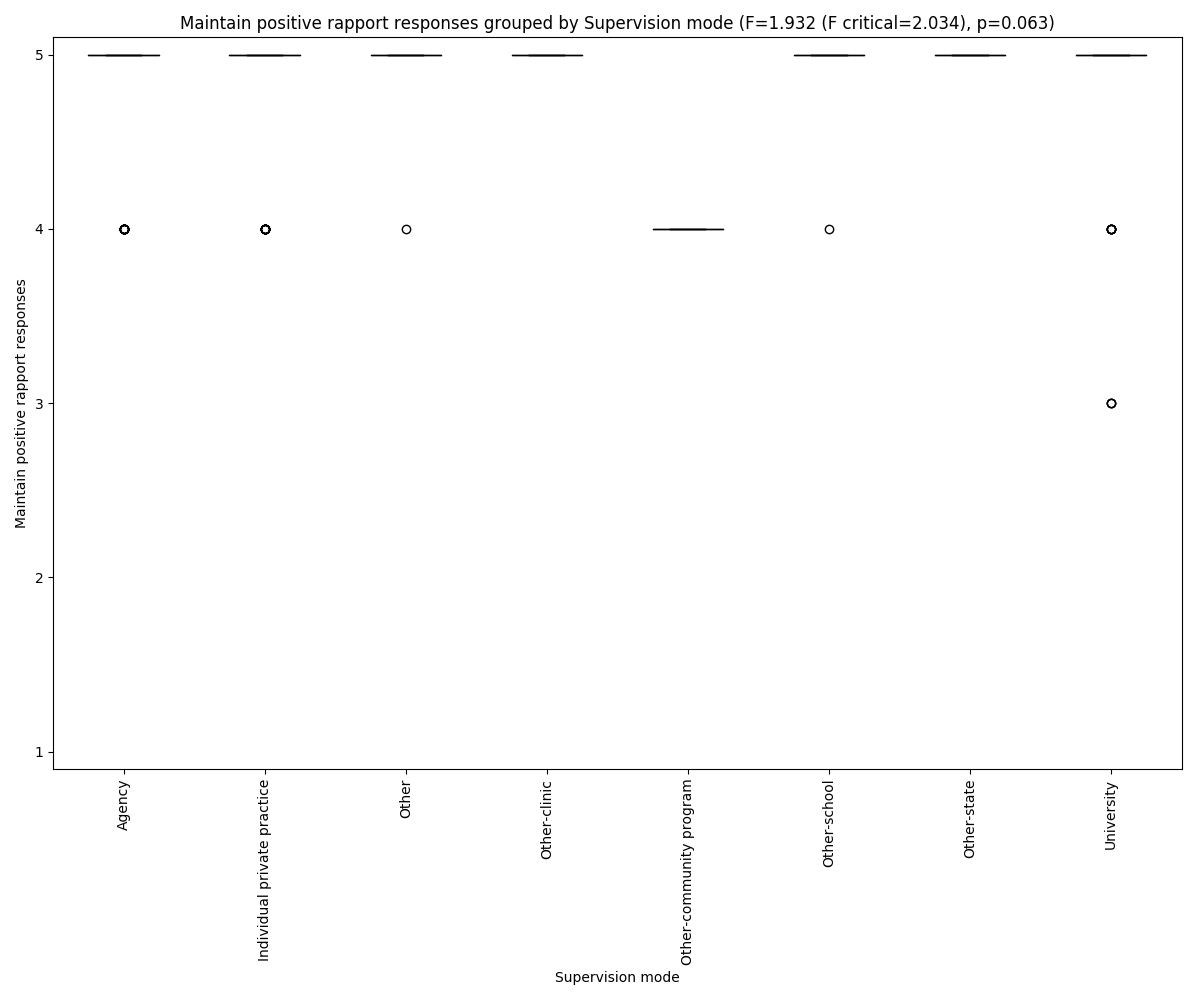 Maintain positive rapport responses grouped by Supervision mode (F=1.932 (F critical=2.034), p=0.063)
Maintain positive rapport responses
5
4
3
2
1
Agency
Individual private practice
Other
Other-clinic
Other-community program
Other-school
Other-state
University
Supervision mode